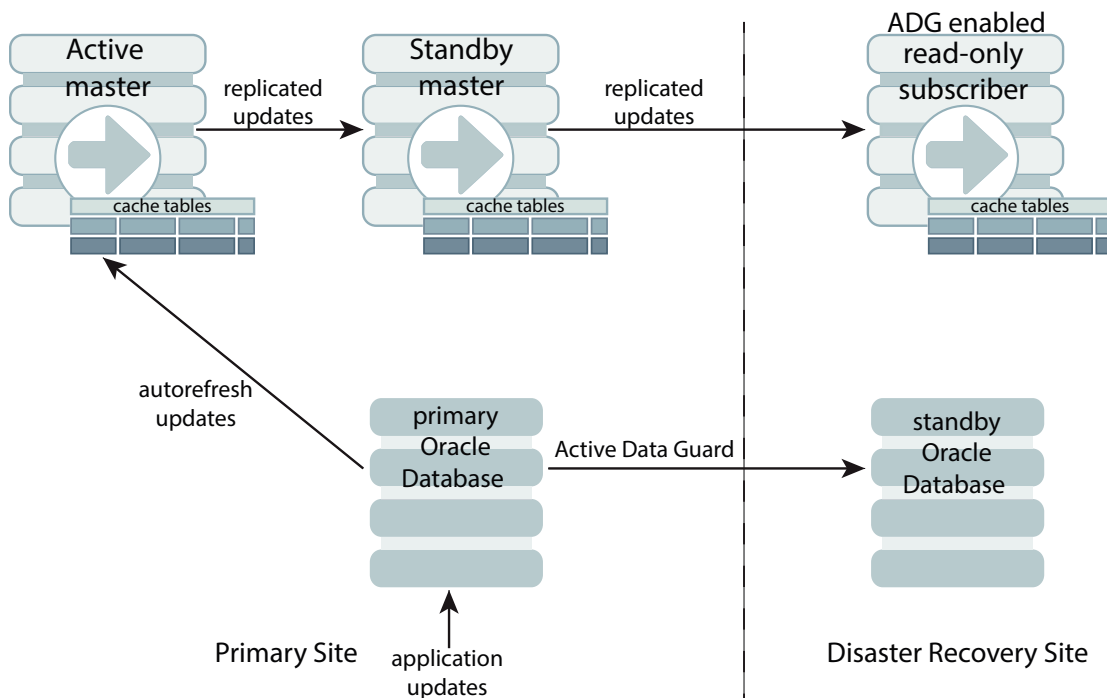 Active
master
replicated
updates
Standby
master
replicated
updates
ADG enabled
read-only
subscriber
cache tables
cache tables
cache tables
autorefresh
updates
primary
Oracle
Database
Active Data Guard
standby
Oracle
Database
Primary Site
application
updates
Disaster Recovery Site